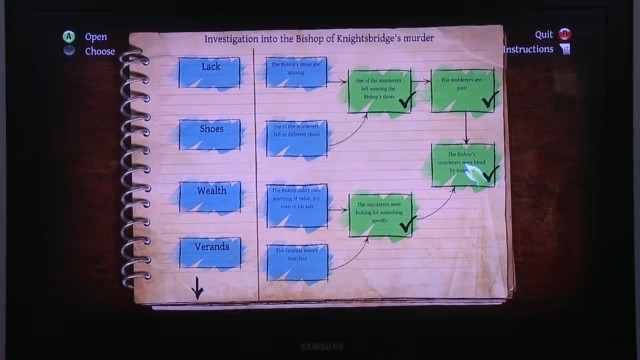 Investigation into the Bishop of Knightsbridge's murder
A Open
Choose
Quit B
Instructions
Lack
Shoes
Wealth
Veranda
The Bishop's shoes are
missing
One of the murderers
left in different shoes
The Bishop didn't own
anything of value, not
even in his safe
The veranda wasn't
searched
One of the murderers
left wearing the
Bishop's shoes
The murderers were
looking for something
specific
The murderers are
poor
The Bishop's
murderers were hired
by
SAMSUNG